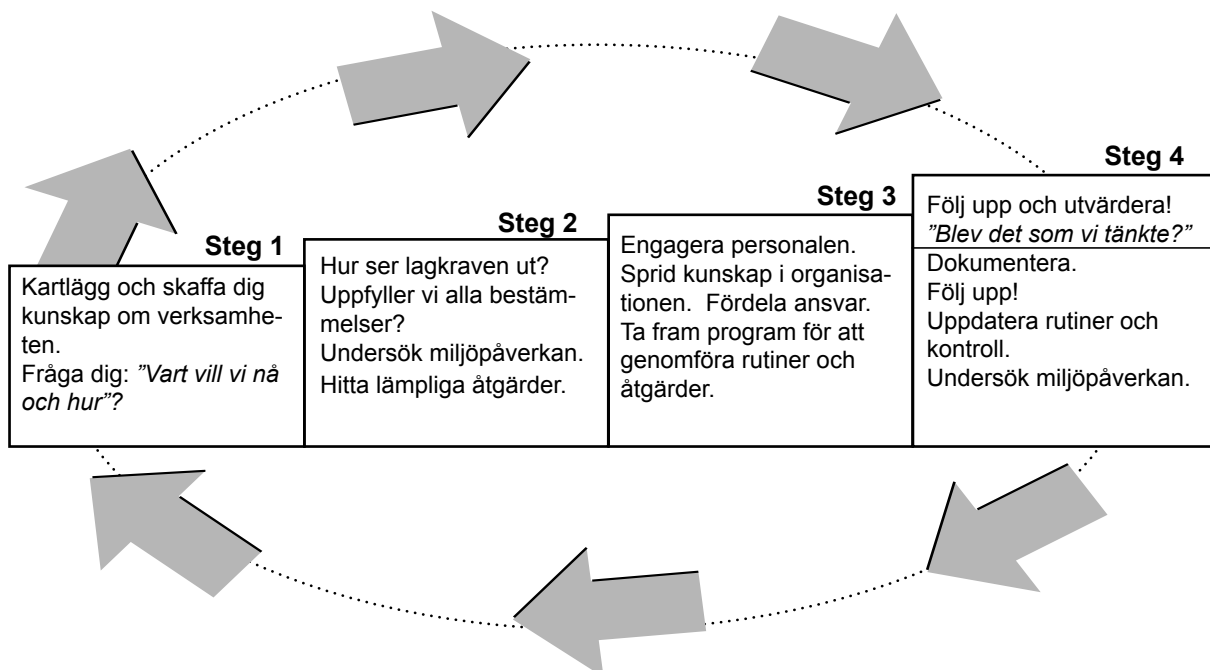 Steg 1
Kartlägg och skaffa dig
kunskap om verksamhe-
ten.
Fråga dig: ”Vart vill vi nå
och hur”?
Steg 2
Hur ser lagkraven ut?
Uppfyller vi alla bestäm-
melser?
Undersök miljöpåverkan.
Hitta lämpliga åtgärder.
Steg 3
Engagera personalen.
Sprid kunskap i organisa-
tionen. Fördela ansvar.
Ta fram program för att
genomföra rutiner och
åtgärder.
Steg 4
Följ upp och utvärdera!
”Blev det som vi tänkte?”
Dokumentera.
Följ upp!
Uppdatera rutiner och
kontroll.
Undersök miljöpåverkan.